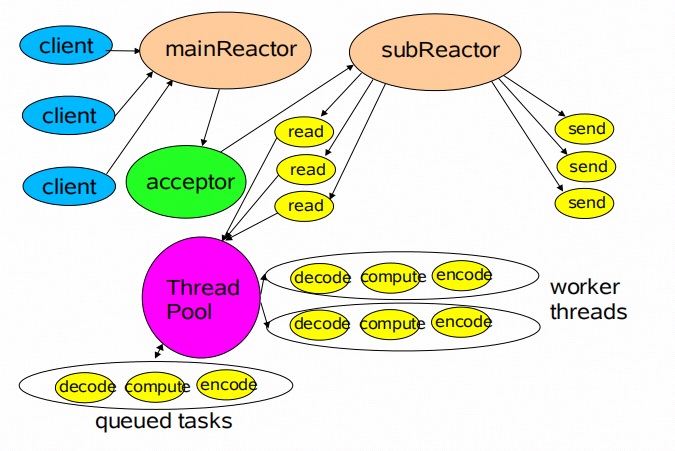 client
mainReactor
subReactor
client
read
send
read
send
client
acceptor
read
send
Thread
Pool
decode
compute
encode
worker
threads
decode
compute
encode
decode
compute
encode
queued tasks